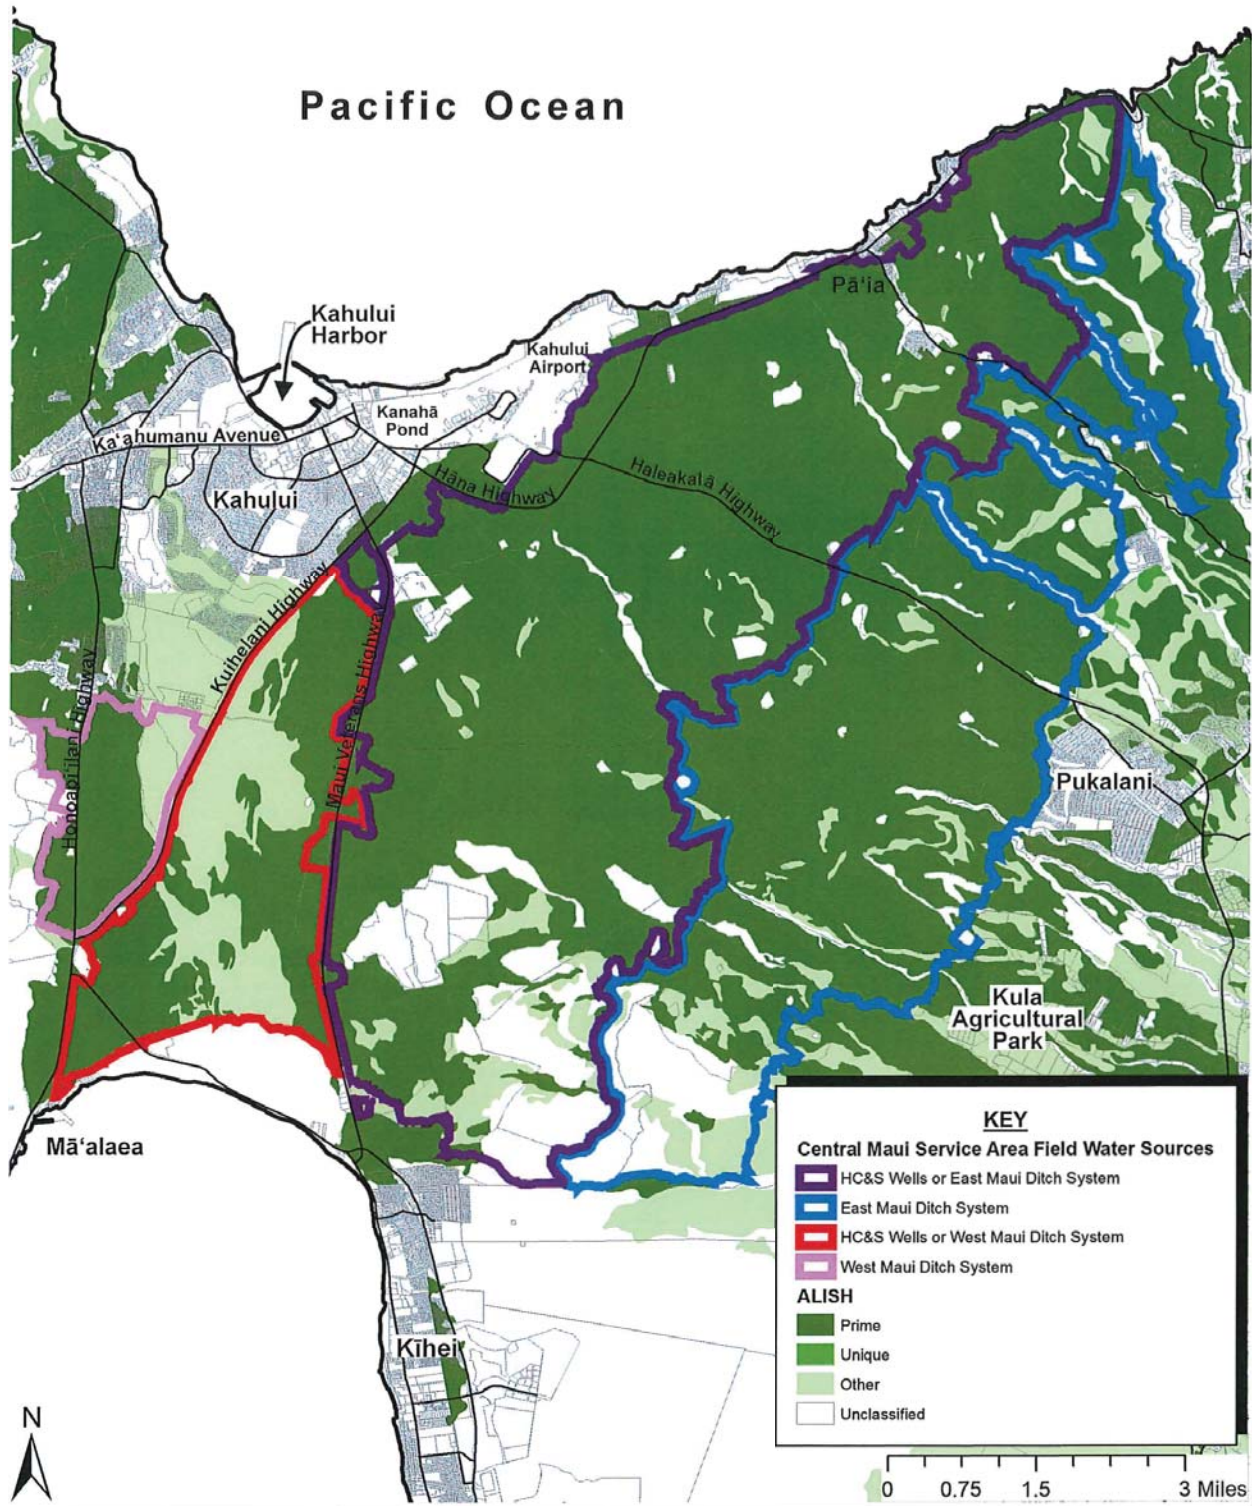 Pacific Ocean
Kahului
Harbor
Kahului
Airport
Pā‘ia
Kanahā
Pond
Ka‘ahumanu Avenue
Kahului
Hāna Highway
Haleakalā Highway
Kuihelani Highway
Maui Veterans Highway
Honoapi‘ilani Highway
Pukalani
Kula
Agricultural
Park
Mā‘alaea
Kīhei
KEY
Central Maui Service Area Field Water Sources
HC&S Wells or East Maui Ditch System
East Maui Ditch System
HC&S Wells or West Maui Ditch System
West Maui Ditch System
ALISH
Prime
Unique
Other
Unclassified
N
0 0.75 1.5 3 Miles